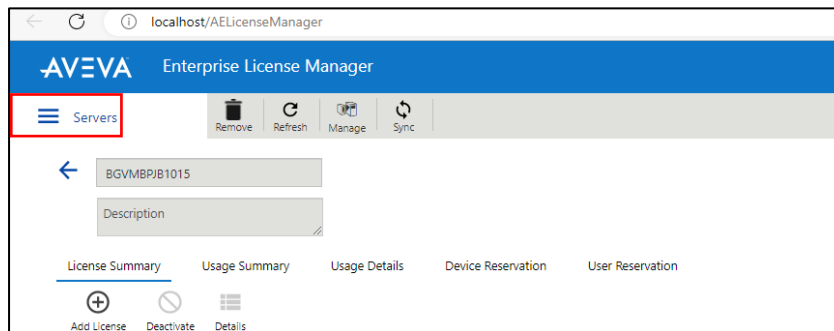 localhost/AELicenseManager
AVEVA Enterprise License Manager
Servers
Remove Refresh Manage Sync
BGVMBPJB1015
Description
License Summary Usage Summary Usage Details Device Reservation User Reservation
Add License Deactivate Details